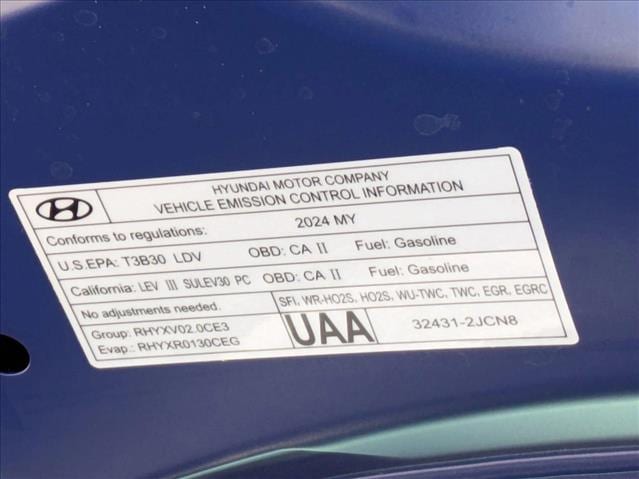 HYUNDAI MOTOR COMPANY
VEHICLE EMISSION CONTROL INFORMATION
Conforms to regulations: 2024 MY
U.S.EPA: T3B30 LDV OBD: CA II Fuel: Gasoline
California: LEV III SULEV30 PC OBD: CA II Fuel: Gasoline
No adjustments needed.
SFI, WR-HO2S, HO2S, WU-TWC, TWC, EGR, EGRC
Group: RHYXV02.0CE3
Evap.: RHYXR0130CEG
UAA
32431-2JCN8